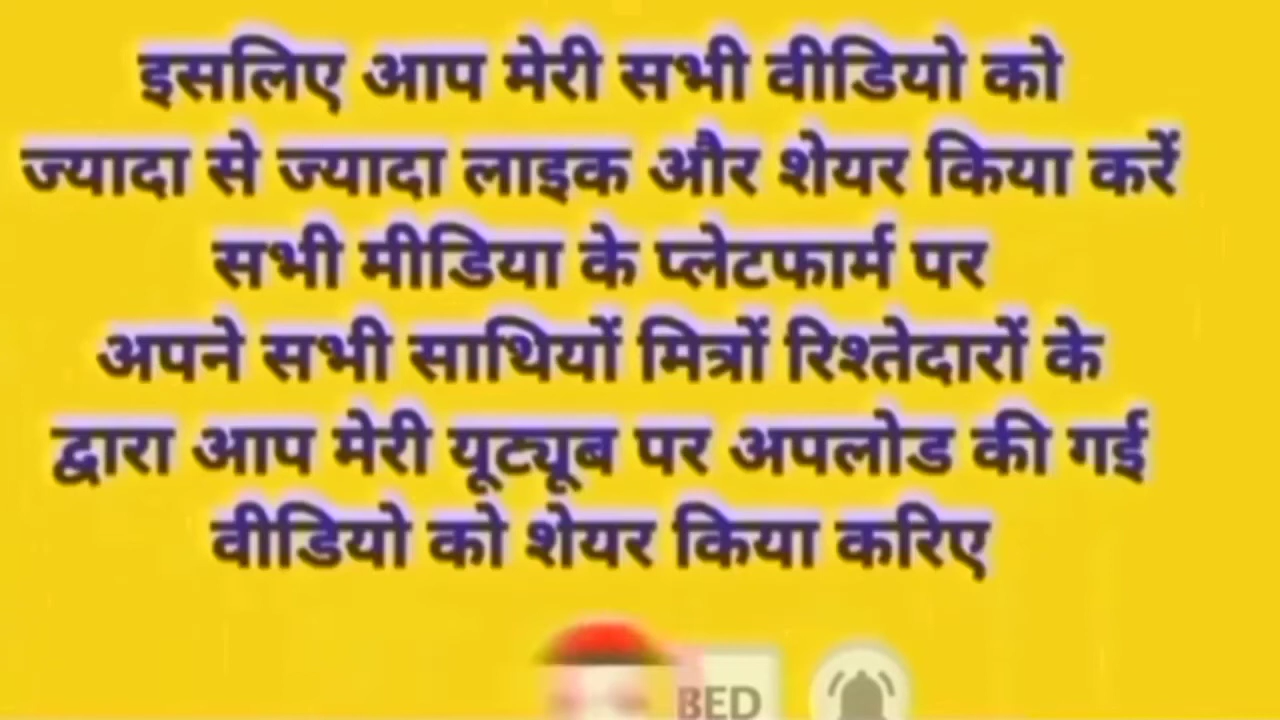 इसलिए आप मेरी सभी वीडियो को
ज्यादा से ज्यादा लाइक और शेयर किया करें
सभी मीडिया के प्लेटफार्म पर
अपने सभी साथियों मित्रों रिश्तेदारों के
द्वारा आप मेरी यूट्यूब पर अपलोड की गई
वीडियो को शेयर किया करिए
BED